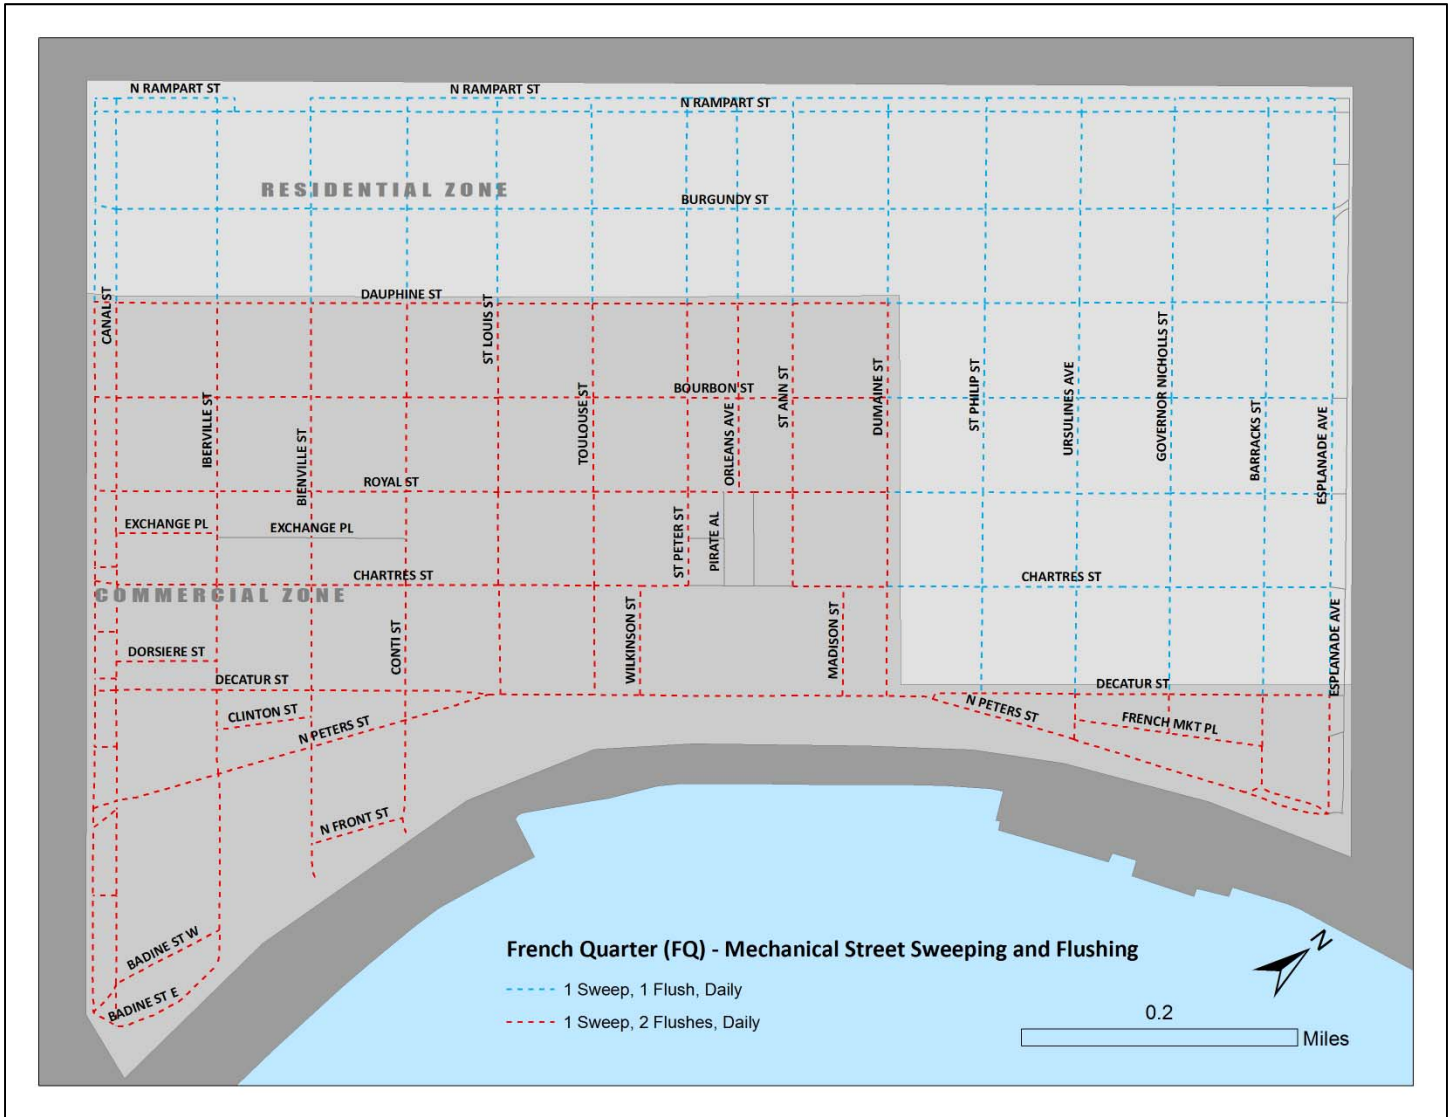 N RAMPART ST
N RAMPART ST
N RAMPART ST
RESIDENTIAL ZONE
BURGUNDY ST
DAUPHINE ST
CANAL ST
ST LOUIS ST
BOURBON ST
IBERVILLE ST
BIENVILLE ST
TOULOUSE ST
ORLEANS AVE
ST ANN ST
DUMAINE ST
ST PHILIP ST
URSULINES AVE
GOVERNOR NICHOLLS ST
BARRACKS ST
ESPLANADE AVE
ROYAL ST
EXCHANGE PL
EXCHANGE PL
ST PETER ST
PIRATE AL
CHARTRES ST
CHARTRES ST
COMMERCIAL ZONE
CONTI ST
WILKINSON ST
MADISON ST
ESPLANADE AVE
DORSIERE ST
DECATUR ST
DECATUR ST
CLINTON ST
N PETERS ST
N PETERS ST
FRENCH MKT PL
N FRONT ST
BADINE ST W
BADINE ST E
French Quarter (FQ) - Mechanical Street Sweeping and Flushing
1 Sweep, 1 Flush, Daily
1 Sweep, 2 Flushes, Daily
N
0.2
Miles